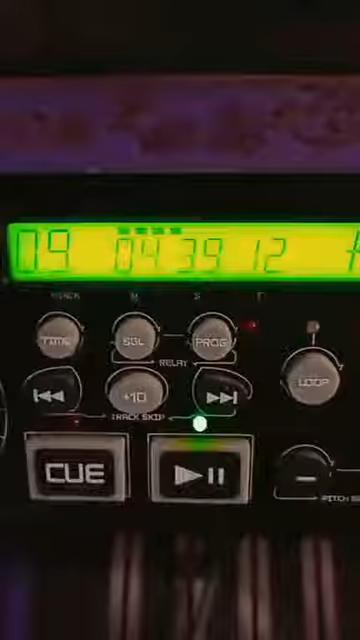 09 04 39 12
TRACK M S F
TIME SGL PROG
RELAY
LOOP
+10
TRACK SKIP
CUE
PITCH